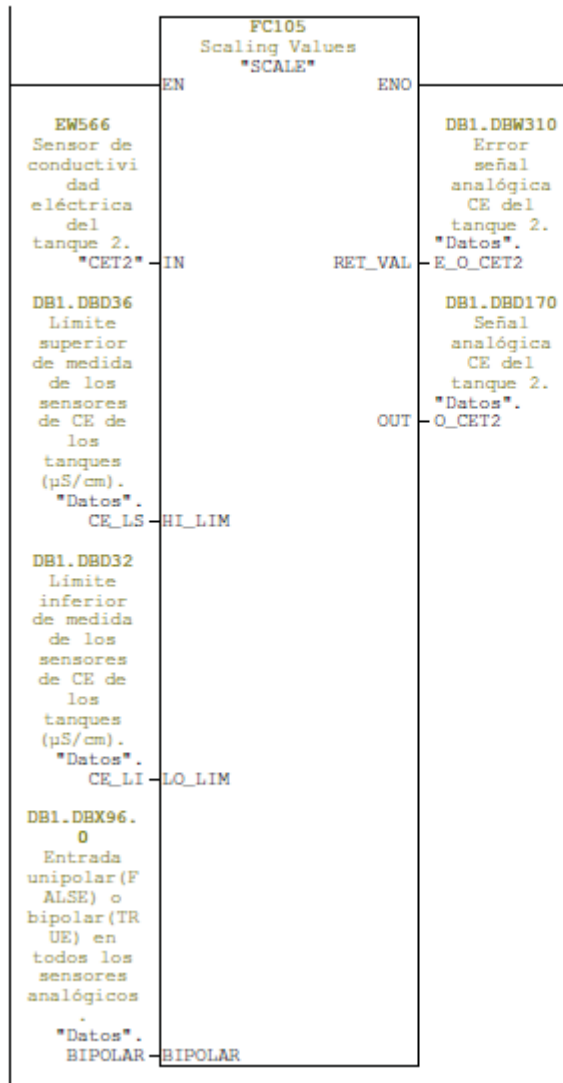 FC105
Scaling Values
"SCALE"
EN ENO
EW566
Sensor de
conductivi
dad
eléctrica
del
tanque 2.
"CET2" IN
DB1.DBW310
Error
señal
analógica
CE del
tanque 2.
"Datos".
RET_VAL E_O_CET2
DB1.DBD36
Límite
superior
de medida
de los
sensores
de CE de
los
tanques
(µS/cm).
"Datos".
CE_LS HI_LIM
DB1.DBD170
Señal
analógica
CE del
tanque 2.
"Datos".
OUT O_CET2
DB1.DBD32
Límite
inferior
de medida
de los
sensores
de CE de
los
tanques
(µS/cm).
"Datos".
CE_LI LO_LIM
DB1.DBX96.
0
Entrada
unipolar(F
ALSE) o
bipolar(TR
UE) en
todos los
sensores
analógicos
.
"Datos".
BIPOLAR BIPOLAR